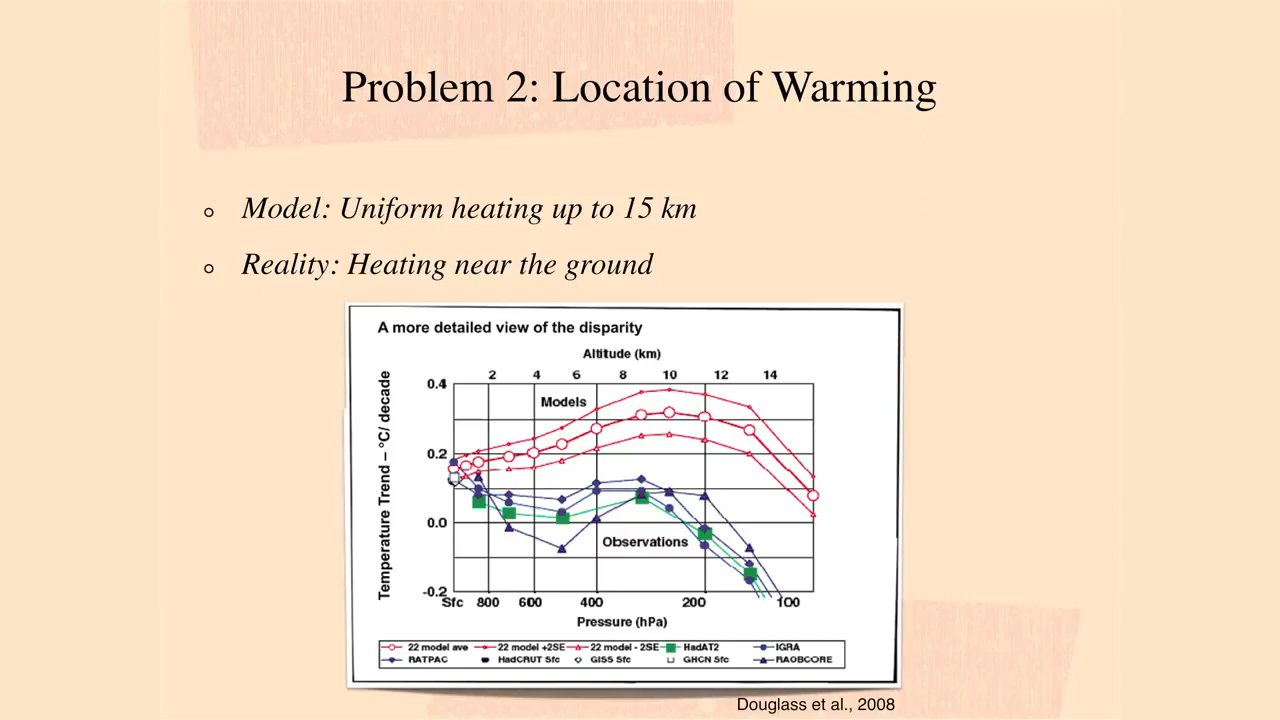 Problem 2: Location of Warming
Model: Uniform heating up to 15 km
Reality: Heating near the ground
A more detailed view of the disparity
Altitude (km)
2 4 6 8 10 12 14
Temperature Trend – °C/ decade
0.4
0.2
0.0
-0.2
Models
Observations
Sfc 800 600 400 200 100
Pressure (hPa)
22 model ave 22 model +2SE 22 model - 2SE HadAT2 IGRA
RATPAC HadCRUT Sfc GISS Sfc GHCN Sfc RAOBCORE
Douglass et al., 2008